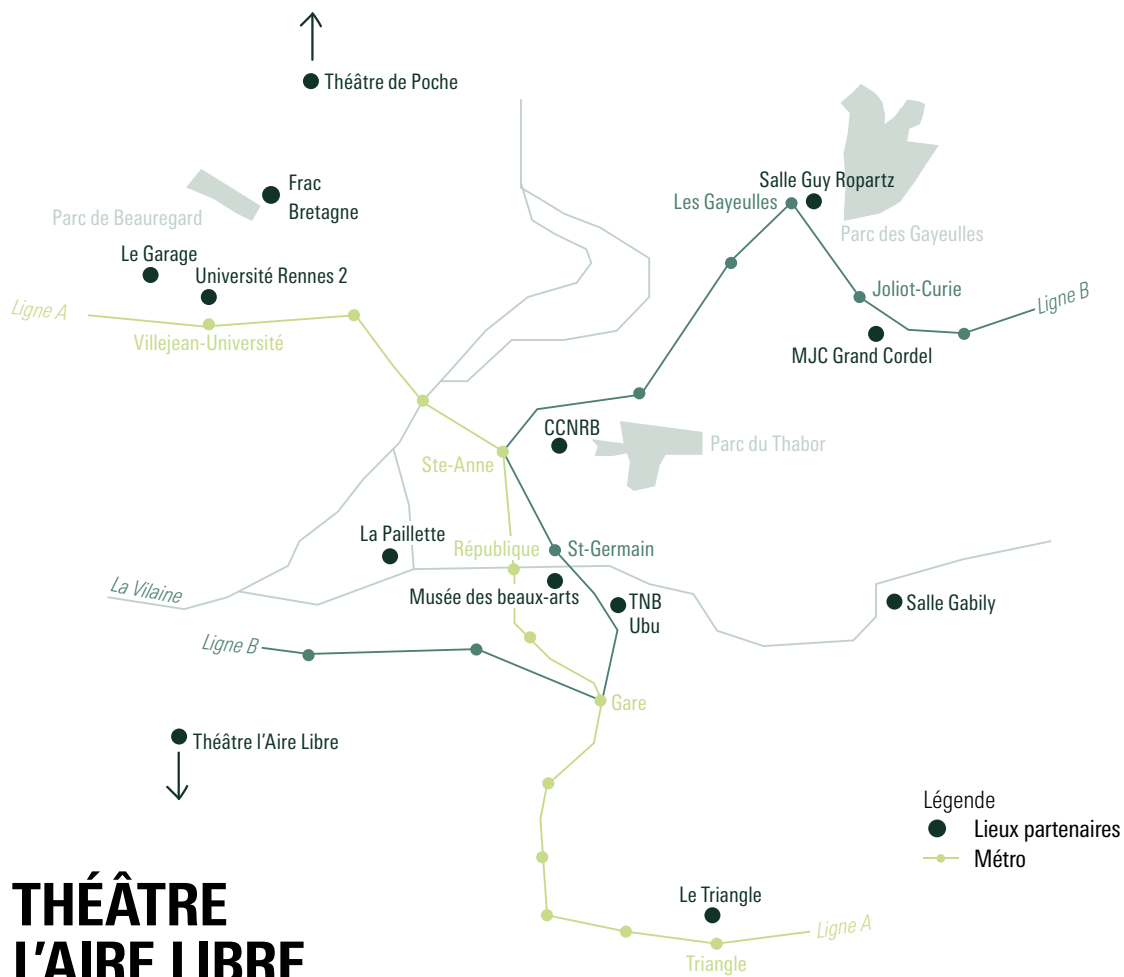 Théâtre de Poche
Frac
Bretagne
Parc de Beauregard
Salle Guy Ropartz
Les Gayeulles
Parc des Gayeulles
Le Garage
Université Rennes 2
Ligne A
Villejean-Université
Joliot-Curie
Ligne B
MJC Grand Cordel
CCNRB
Parc du Thabor
Ste-Anne
La Paillette
République
St-Germain
La Vilaine
Musée des beaux-arts
TNB
Ubu
Salle Gabily
Ligne B
Gare
Théâtre l'Aire Libre
Légende
Lieux partenaires
Métro
Le Triangle
Ligne A
Triangle
THÉÂTRE
L'AIRE LIBRE